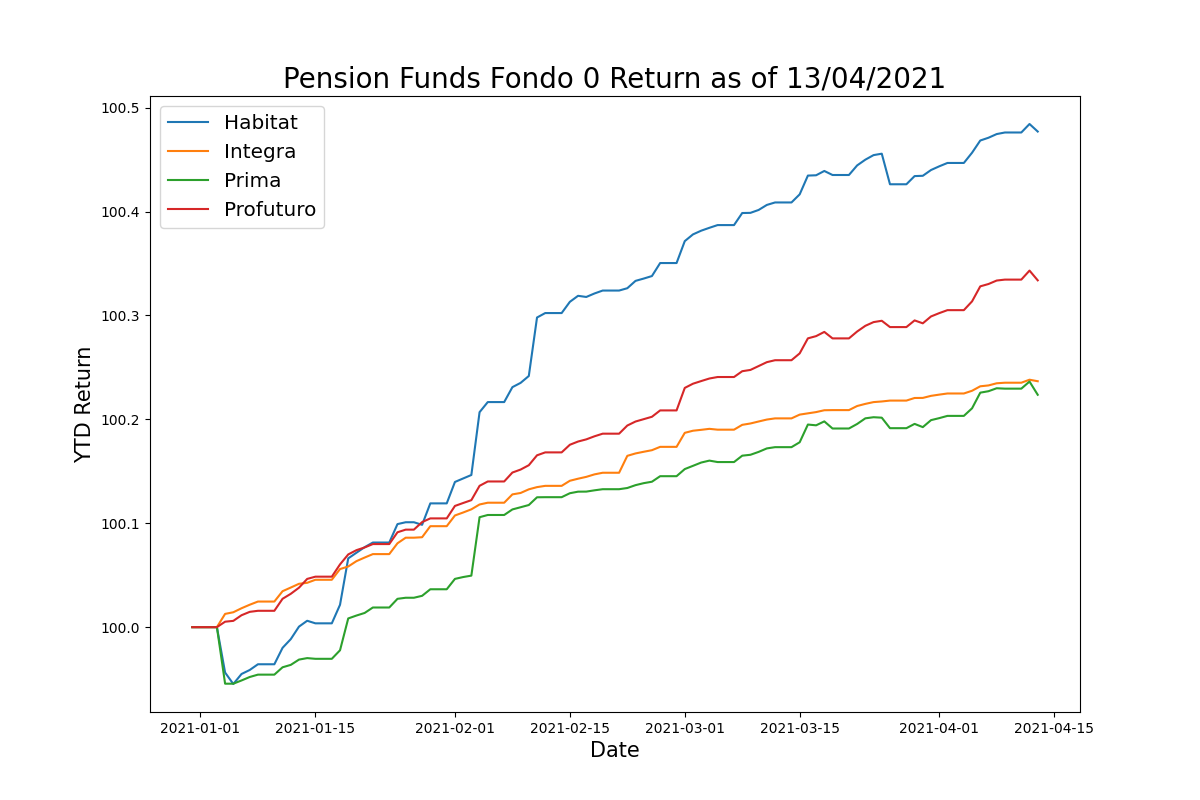 Pension Funds Fondo 0 Return as of 13/04/2021
Habitat
Integra
Prima
Profuturo
YTD Return
100.5
100.4
100.3
100.2
100.1
100.0
2021-01-01 2021-01-15 2021-02-01 2021-02-15 2021-03-01 2021-03-15 2021-04-01 2021-04-15
Date